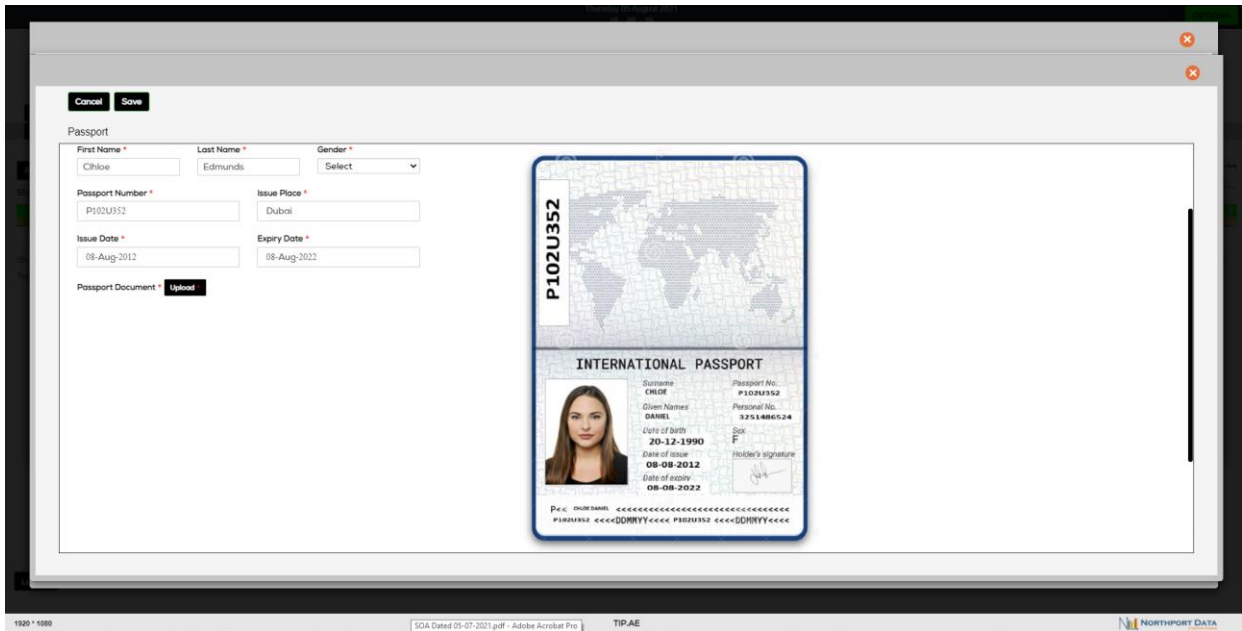 Thursday 05 August 2021
Cancel Save
Passport
First Name * Last Name * Gender *
Clhloe Edmunds Select
Passport Number * Issue Place *
P102U352 Dubai
Issue Date * Expiry Date *
08-Aug-2012 08-Aug-2022
Passport Document * Upload *
P102U352
INTERNATIONAL PASSPORT
Surname Passport No.
CHLOE P102U352
Given Names Personal No.
DANIEL 3251486524
Date of birth Sex
20-12-1990 F
Date of issue Holder's signature
08-08-2012
Date of expiry
08-08-2022
P<< CHLOE DANIEL <<<<<<<<<<<<<<<<<<<<<<<<<<<<<<
P102U352 <<<<DDMMYY<<<< P102U352 <<<<DDMMYY<<<<
1920 * 1080 SOA Dated 05-07-2021.pdf - Adobe Acrobat Pro TIP.AE NORTHPORT DATA